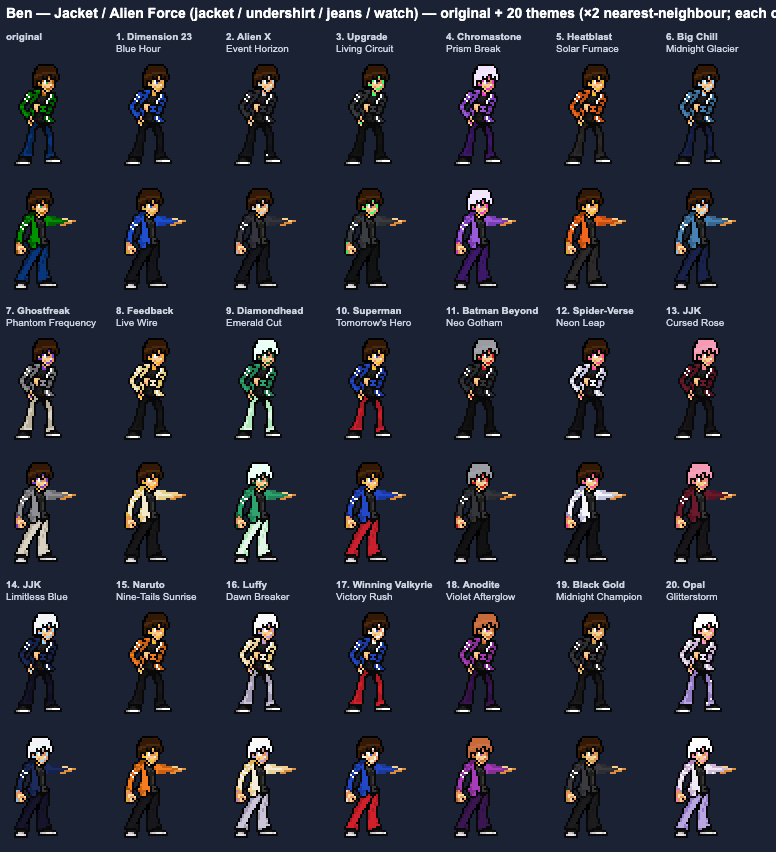 Ben — Jacket / Alien Force (jacket / undershirt / jeans / watch) — original + 20 themes (×2 nearest-neighbour; each
original
1. Dimension 23
Blue Hour
2. Alien X
Event Horizon
3. Upgrade
Living Circuit
4. Chromastone
Prism Break
5. Heatblast
Solar Furnace
6. Big Chill
Midnight Glacier
7. Ghostfreak
Phantom Frequency
8. Feedback
Live Wire
9. Diamondhead
Emerald Cut
10. Superman
Tomorrow's Hero
11. Batman Beyond
Neo Gotham
12. Spider-Verse
Neon Leap
13. JJK
Cursed Rose
14. JJK
Limitless Blue
15. Naruto
Nine-Tails Sunrise
16. Luffy
Dawn Breaker
17. Winning Valkyrie
Victory Rush
18. Anodite
Violet Afterglow
19. Black Gold
Midnight Champion
20. Opal
Glitterstorm